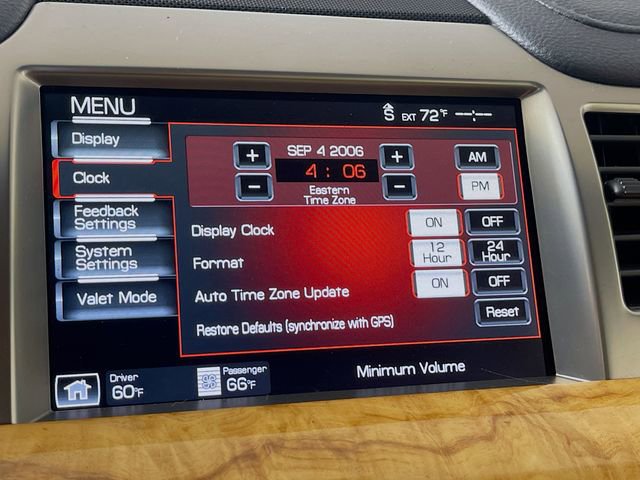 MENU
S EXT 72°F --:--
Display
Clock
Feedback
Settings
System
Settings
Valet Mode
+ SEP 4 2006 + AM
4 : 06
- Eastern - PM
Time Zone
Display Clock ON OFF
Format 12 Hour 24 Hour
Auto Time Zone Update ON OFF
Restore Defaults (synchronize with GPS) Reset
Driver
60°F
Passenger
66°F
Minimum Volume